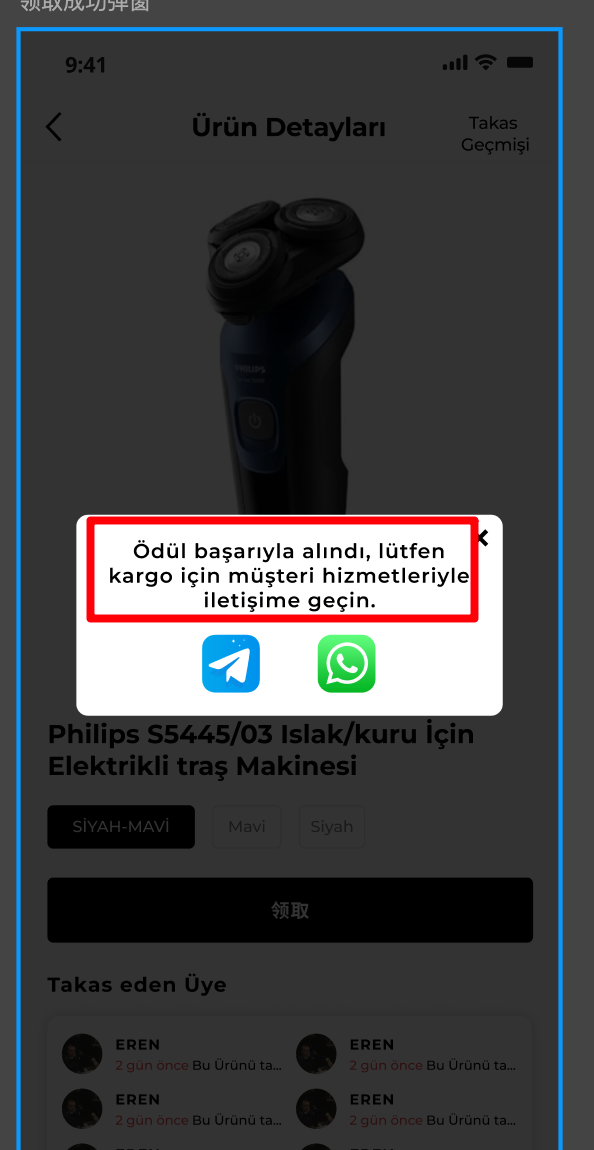 领取成功弹窗
9:41
Ürün Detayları
Takas
Geçmişi
PHILIPS
Ödül başarıyla alındı, lütfen
kargo için müşteri hizmetleriyle
iletişime geçin.
Philips S5445/03 Islak/kuru İçin
Elektrikli traş Makinesi
SİYAH-MAVİ
Mavi
Siyah
领取
Takas eden Üye
EREN
2 gün önce Bu Ürünü ta...
EREN
2 gün önce Bu Ürünü ta...
EREN
2 gün önce Bu Ürünü ta...
EREN
2 gün önce Bu Ürünü ta...